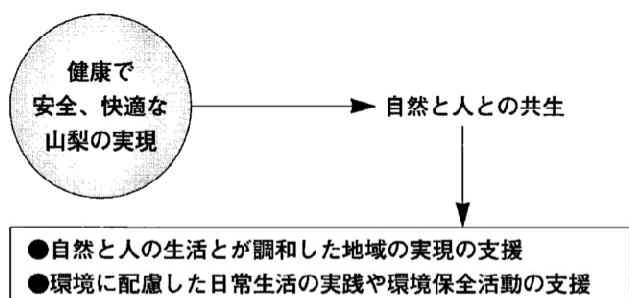 健康で
安全、快適な
山梨の実現
自然と人との共生
●自然と人の生活とが調和した地域の実現の支援
●環境に配慮した日常生活の実践や環境保全活動の支援